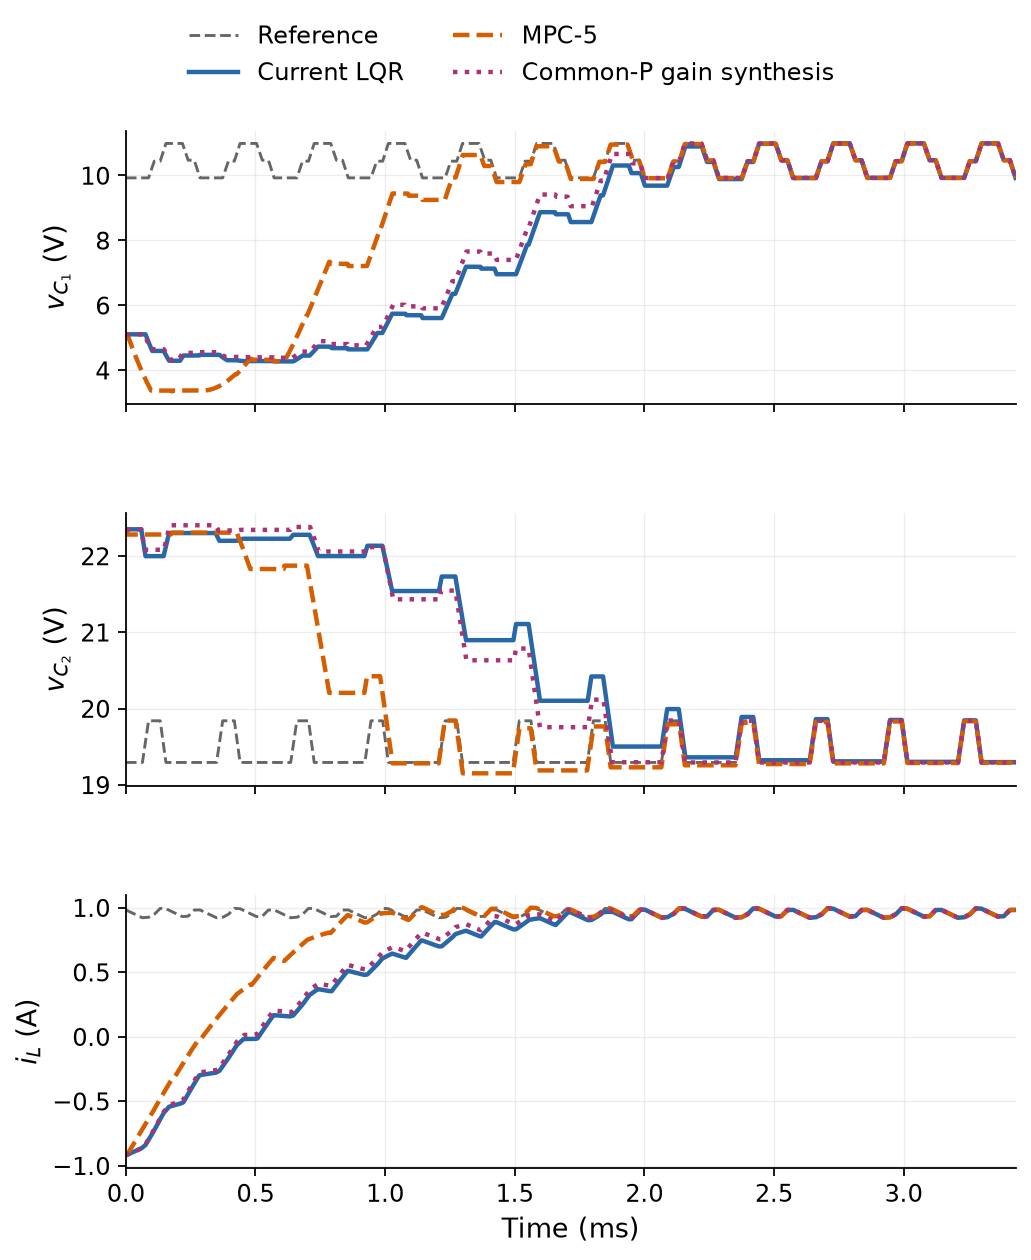 Reference
MPC-5
Current LQR
Common-P gain synthesis
10
8
6
4
v_{C_1} (V)
22
21
20
19
v_{C_2} (V)
1.0
0.5
0.0
−0.5
−1.0
i_L (A)
0.0 0.5 1.0 1.5 2.0 2.5 3.0
Time (ms)